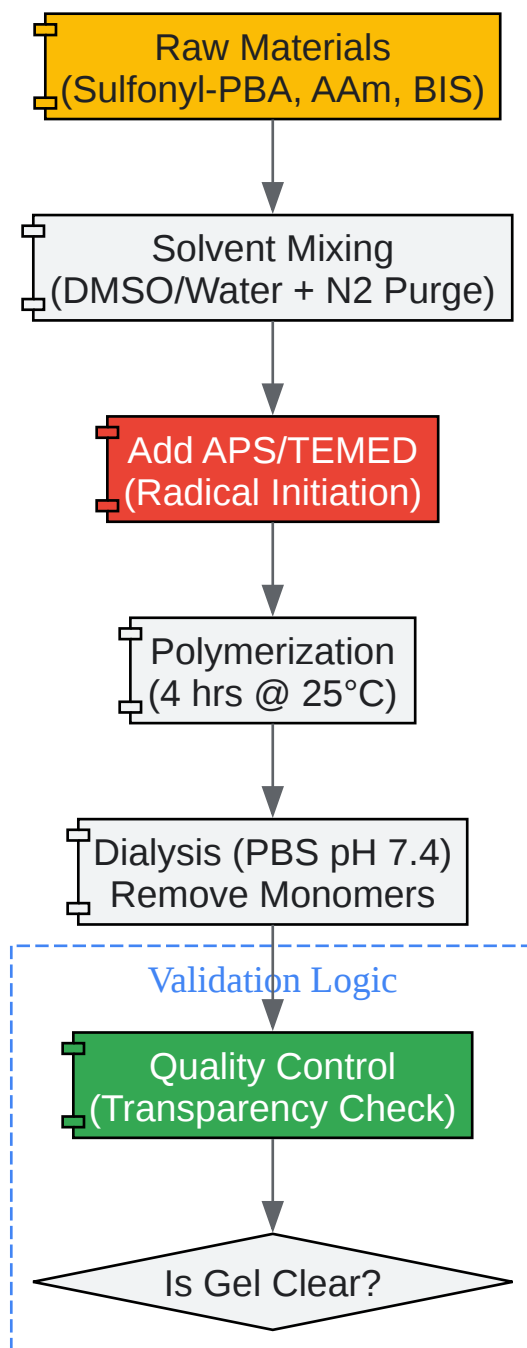 Raw Materials
(Sulfonyl-PBA, AAm, BIS)
Solvent Mixing
(DMSO/Water + N2 Purge)
Add APS/TEMED
(Radical Initiation)
Polymerization
(4 hrs @ 25°C)
Dialysis (PBS pH 7.4)
Remove Monomers
Validation Logic
Quality Control
(Transparency Check)
Is Gel Clear?